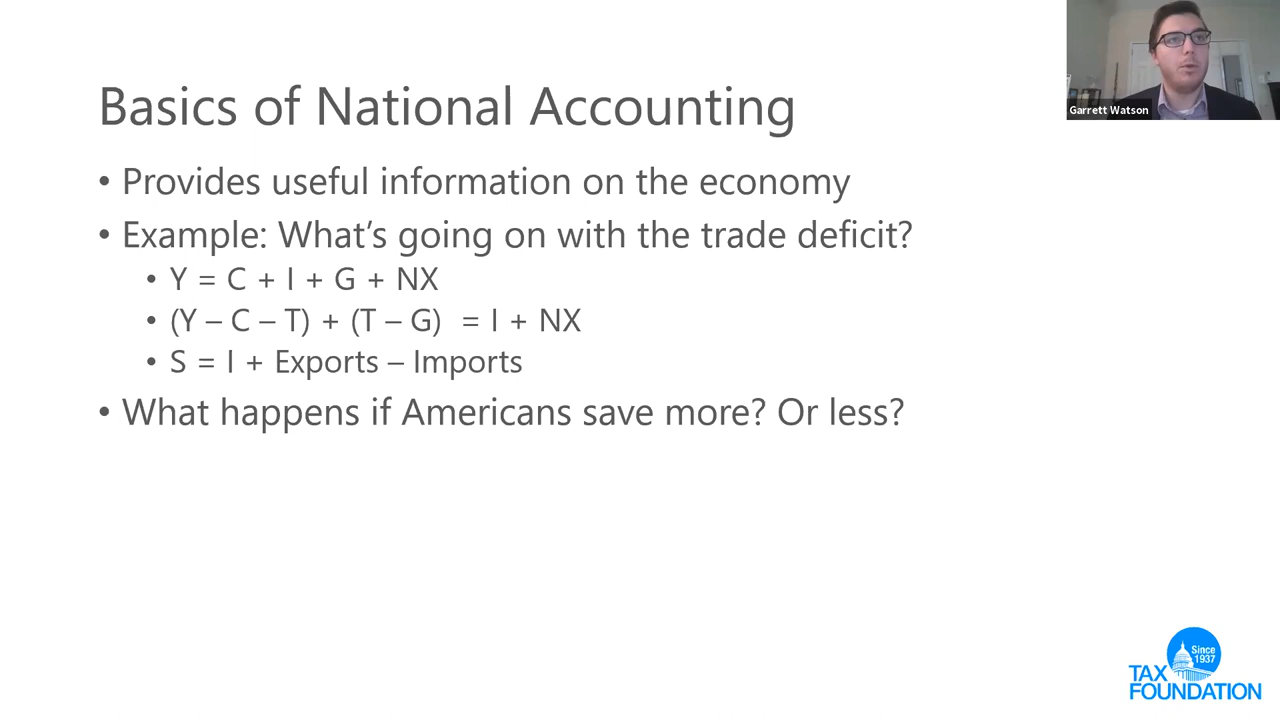 Garrett Watson
Basics of National Accounting
• Provides useful information on the economy
• Example: What's going on with the trade deficit?
• Y = C + I + G + NX
• (Y – C – T) + (T – G)  = I + NX
• S = I + Exports – Imports
• What happens if Americans save more? Or less?
Since
1937
TAX
FOUNDATION